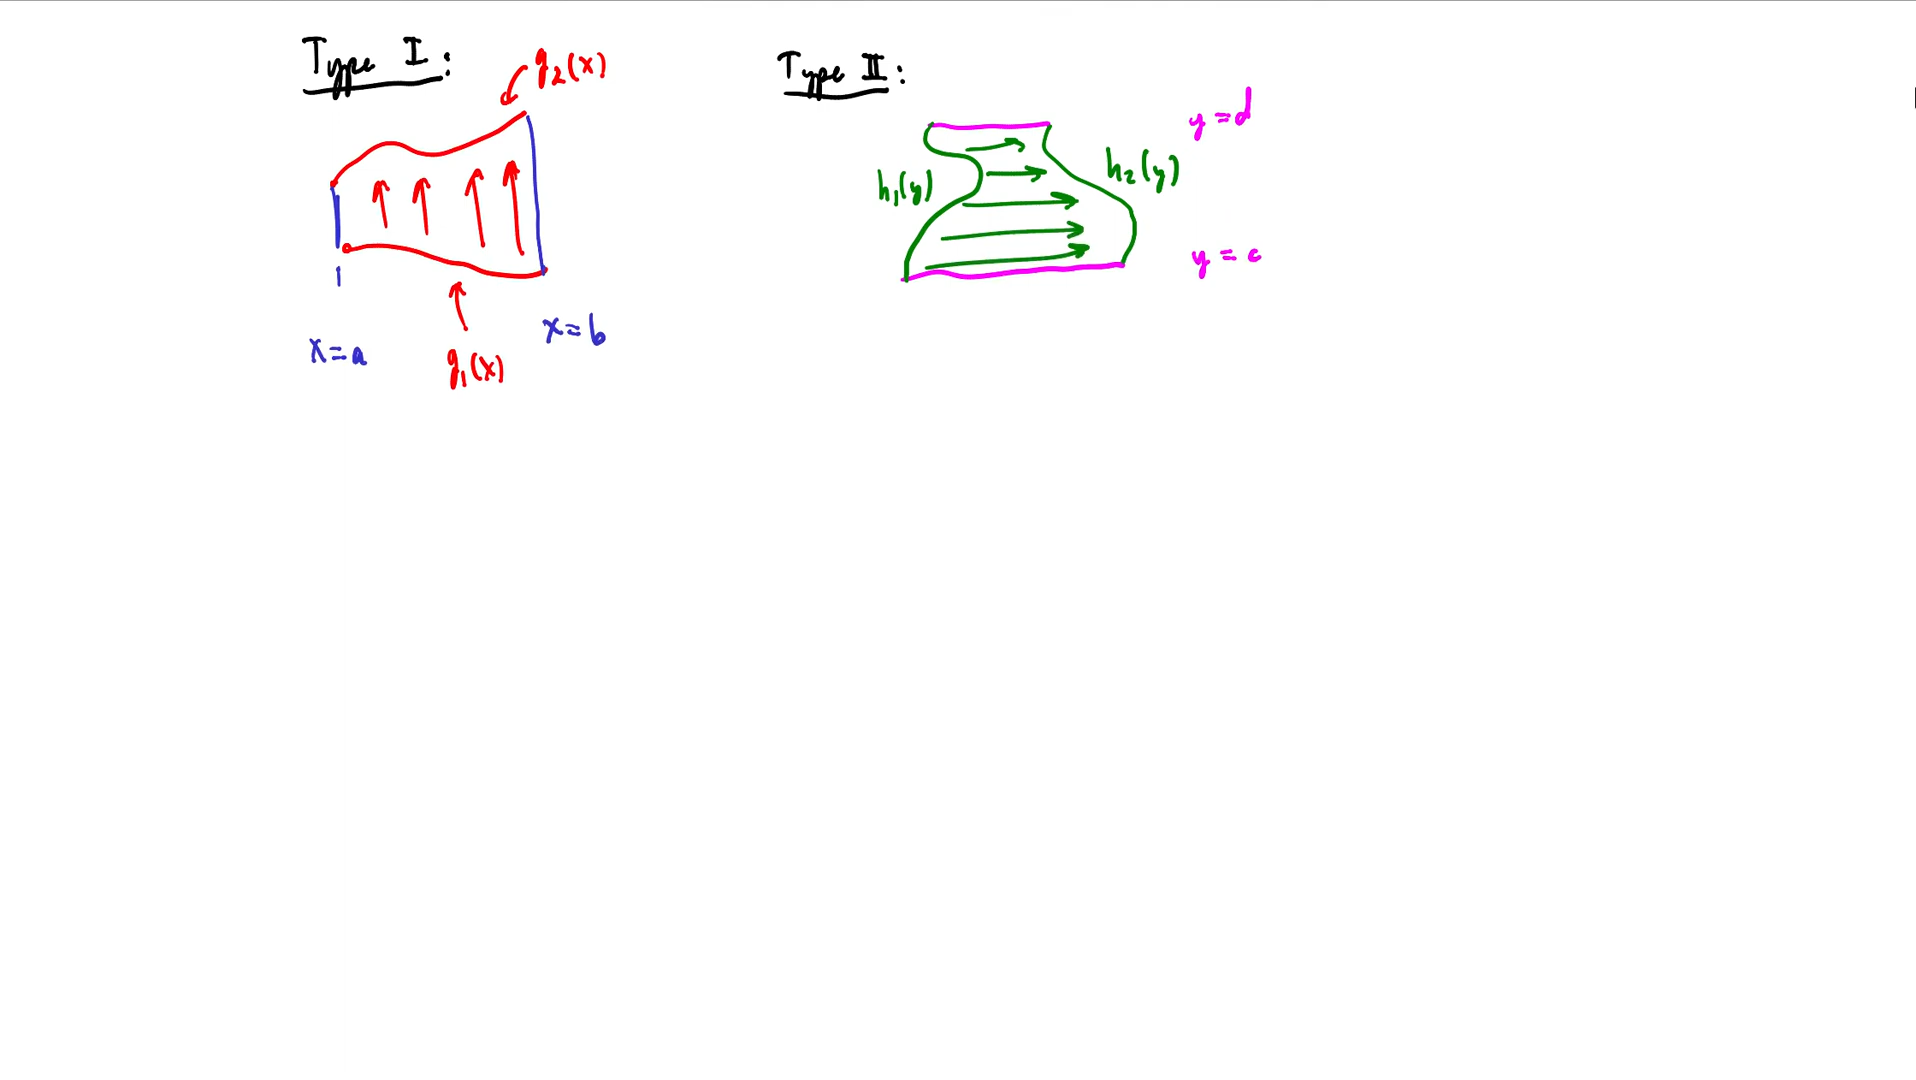 Type I:
g₂(x)
x=a
g₁(x)
x=b
Type II:
y=d
h₁(y)
h₂(y)
y=c